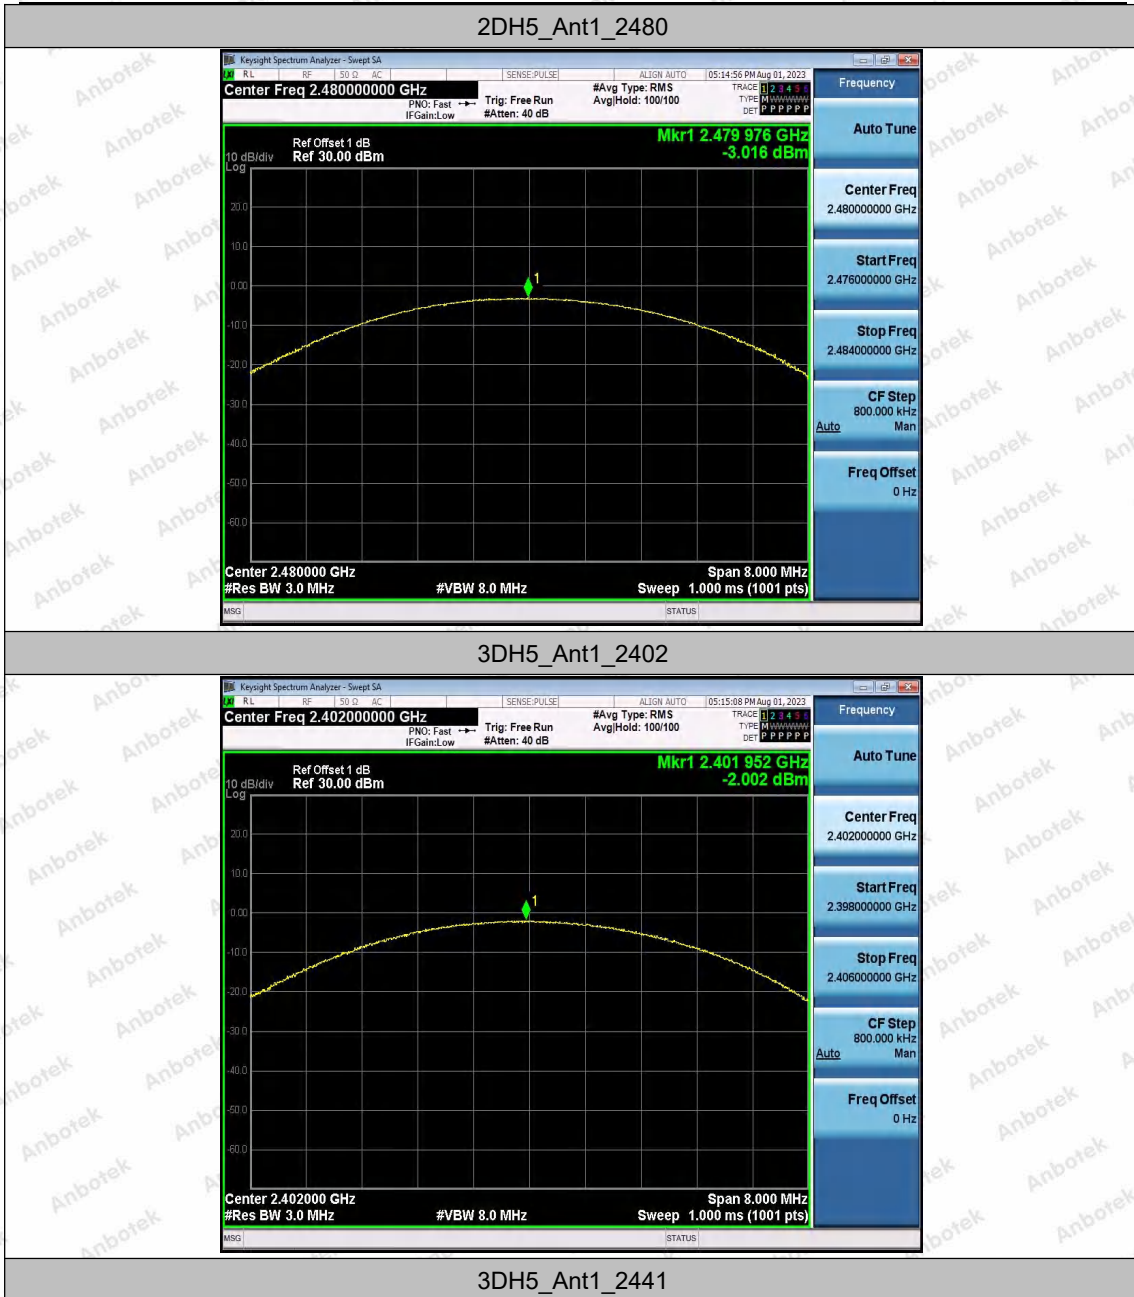 2DH5_Ant1_2480
Keysight Spectrum Analyzer - Swept SA
RL RF 50 Ω AC SENSE:PULSE ALIGN AUTO 05:14:56 PM Aug 01, 2023
Center Freq 2.480000000 GHz #Avg Type: RMS TRACE 1 2 3 4 5 6
PNO: Fast Trig: Free Run Avg|Hold: 100/100 TYPE M WWWWW
IFGain:Low #Atten: 40 dB DET P P P P P P
Mkr1 2.479 976 GHz
-3.016 dBm
Ref Offset 1 dB
10 dB/div Ref 30.00 dBm
Log
20.0
10.0
0.00
-10.0
-20.0
-30.0
-40.0
-50.0
-60.0
1
Center 2.480000 GHz Span 8.000 MHz
#Res BW 3.0 MHz #VBW 8.0 MHz Sweep 1.000 ms (1001 pts)
MSG STATUS
Frequency
Auto Tune
Center Freq
2.480000000 GHz
Start Freq
2.476000000 GHz
Stop Freq
2.484000000 GHz
CF Step
800.000 kHz
Auto Man
Freq Offset
0 Hz
3DH5_Ant1_2402
Keysight Spectrum Analyzer - Swept SA
RL RF 50 Ω AC SENSE:PULSE ALIGN AUTO 05:15:08 PM Aug 01, 2023
Center Freq 2.402000000 GHz #Avg Type: RMS TRACE 1 2 3 4 5 6
PNO: Fast Trig: Free Run Avg|Hold: 100/100 TYPE M WWWWW
IFGain:Low #Atten: 40 dB DET P P P P P P
Mkr1 2.401 952 GHz
-2.002 dBm
Ref Offset 1 dB
10 dB/div Ref 30.00 dBm
Log
20.0
10.0
0.00
-10.0
-20.0
-30.0
-40.0
-50.0
-60.0
1
Center 2.402000 GHz Span 8.000 MHz
#Res BW 3.0 MHz #VBW 8.0 MHz Sweep 1.000 ms (1001 pts)
MSG STATUS
Frequency
Auto Tune
Center Freq
2.402000000 GHz
Start Freq
2.398000000 GHz
Stop Freq
2.406000000 GHz
CF Step
800.000 kHz
Auto Man
Freq Offset
0 Hz
3DH5_Ant1_2441